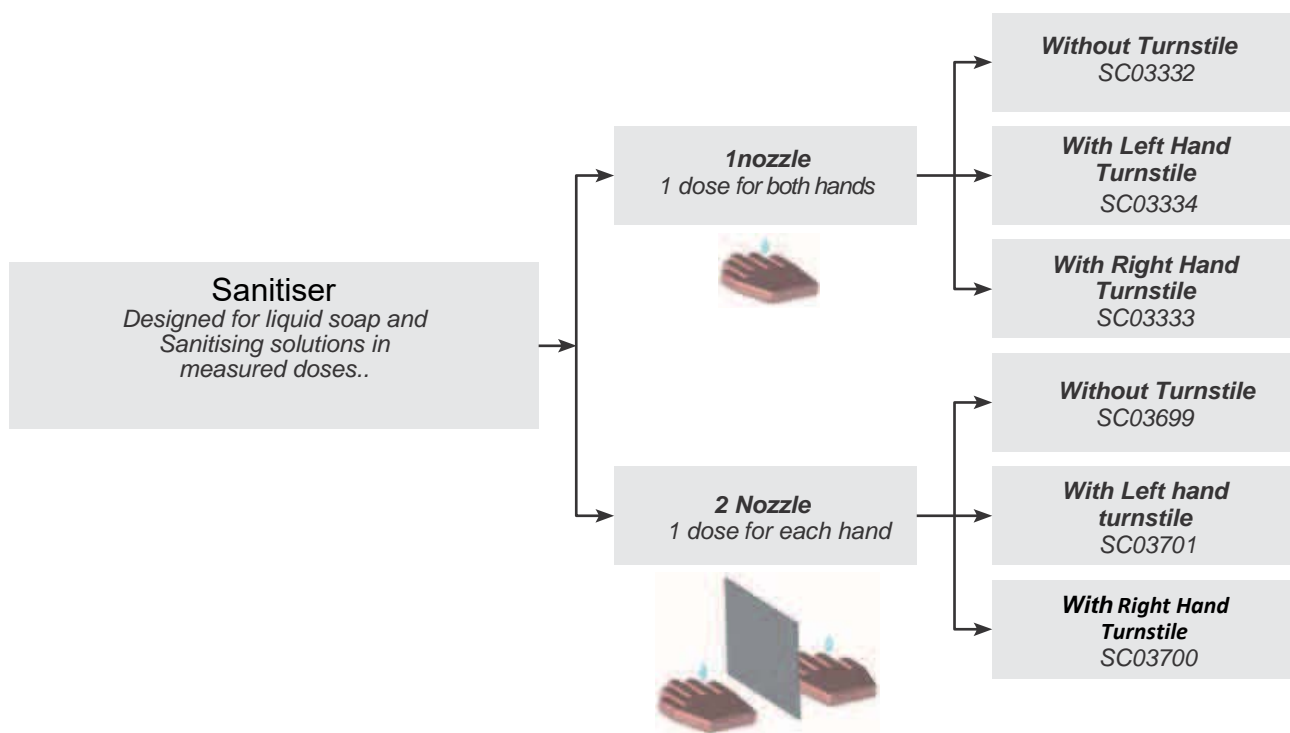 Sanitiser
Designed for liquid soap and
Sanitising solutions in
measured doses..
1nozzle
1 dose for both hands
Without Turnstile
SC03332
With Left Hand
Turnstile
SC03334
With Right Hand
Turnstile
SC03333
2 Nozzle
1 dose for each hand
Without Turnstile
SC03699
With Left hand
turnstile
SC03701
With Right Hand
Turnstile
SC03700